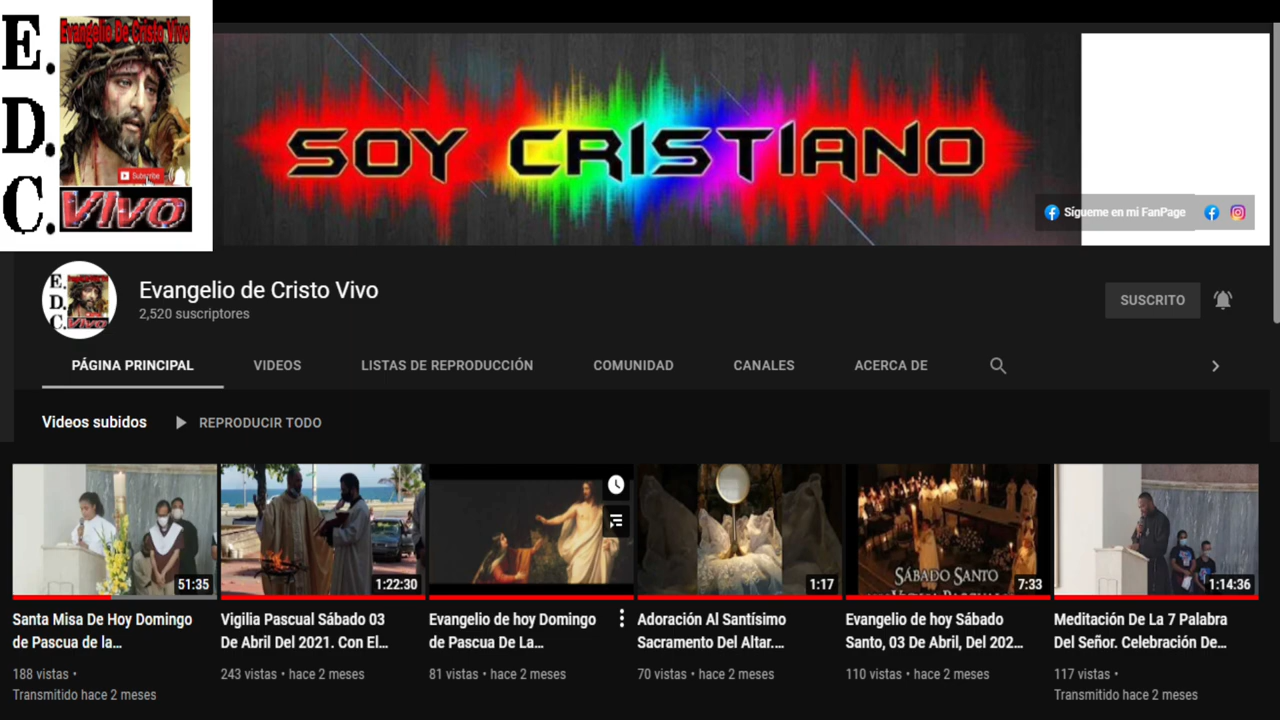 E.
D.
C.
Evangelio De Cristo Vivo
Subscribe
Vivo
SOY CRISTIANO
Sígueme en mi FanPage
Evangelio de Cristo Vivo
2,520 suscriptores
SUSCRITO
PÁGINA PRINCIPAL VIDEOS LISTAS DE REPRODUCCIÓN COMUNIDAD CANALES ACERCA DE
Videos subidos REPRODUCIR TODO
51:35
1:22:30
1:17
SÁBADO SANTO
7:33
1:14:36
Santa Misa De Hoy Domingo
de Pascua de la...
188 vistas •
Transmitido hace 2 meses
Vigilia Pascual Sábado 03
De Abril Del 2021. Con El...
243 vistas • hace 2 meses
Evangelio de hoy Domingo
de Pascua De La...
81 vistas • hace 2 meses
Adoración Al Santísimo
Sacramento Del Altar....
70 vistas • hace 2 meses
Evangelio de hoy Sábado
Santo, 03 De Abril, Del 202...
110 vistas • hace 2 meses
Meditación De La 7 Palabra
Del Señor. Celebración De...
117 vistas •
Transmitido hace 2 meses